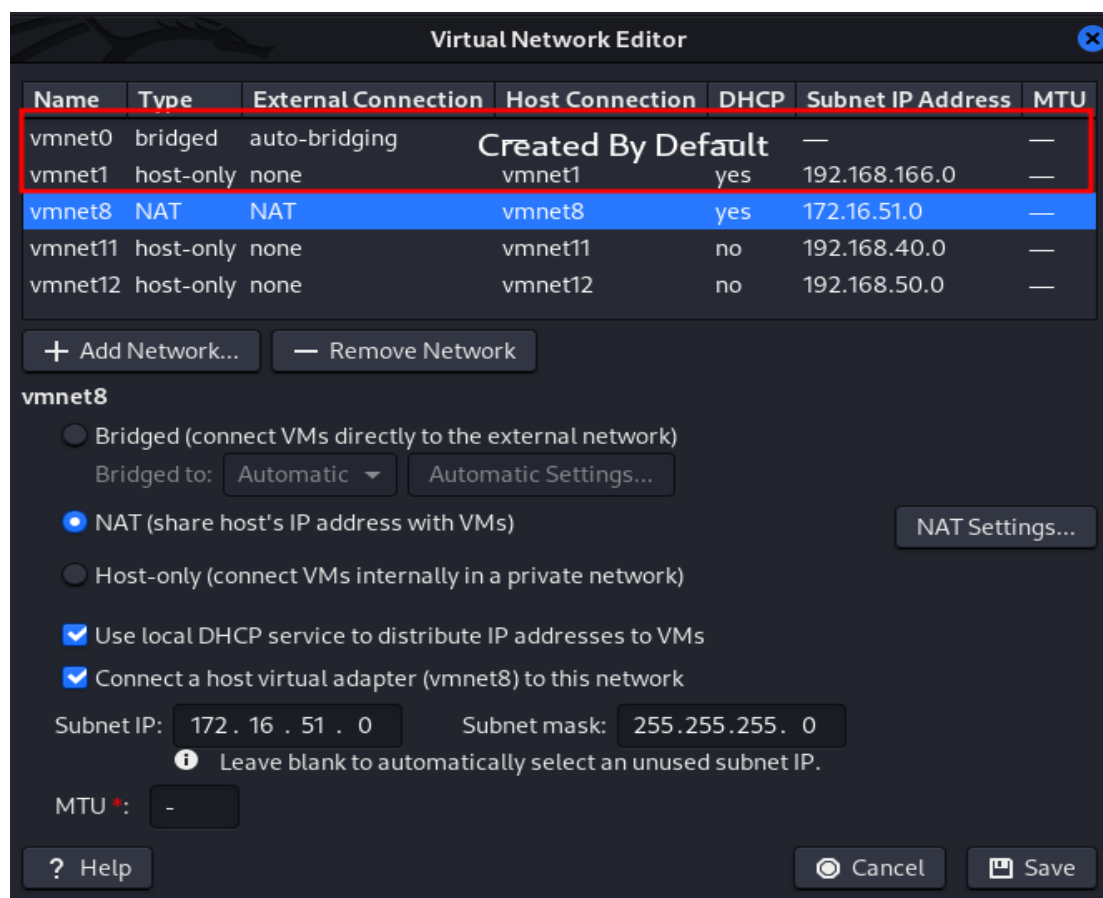 Virtual Network Editor
Name Type External Connection Host Connection DHCP Subnet IP Address MTU
vmnet0 bridged auto-bridging — — — —
Created By Default
vmnet1 host-only none vmnet1 yes 192.168.166.0 —
vmnet8 NAT NAT vmnet8 yes 172.16.51.0 —
vmnet11 host-only none vmnet11 no 192.168.40.0 —
vmnet12 host-only none vmnet12 no 192.168.50.0 —
+ Add Network... — Remove Network
vmnet8
Bridged (connect VMs directly to the external network)
Bridged to: Automatic Automatic Settings...
NAT (share host's IP address with VMs) NAT Settings...
Host-only (connect VMs internally in a private network)
Use local DHCP service to distribute IP addresses to VMs
Connect a host virtual adapter (vmnet8) to this network
Subnet IP: 172. 16 . 51 . 0 Subnet mask: 255.255.255. 0
Leave blank to automatically select an unused subnet IP.
MTU *: -
? Help Cancel Save